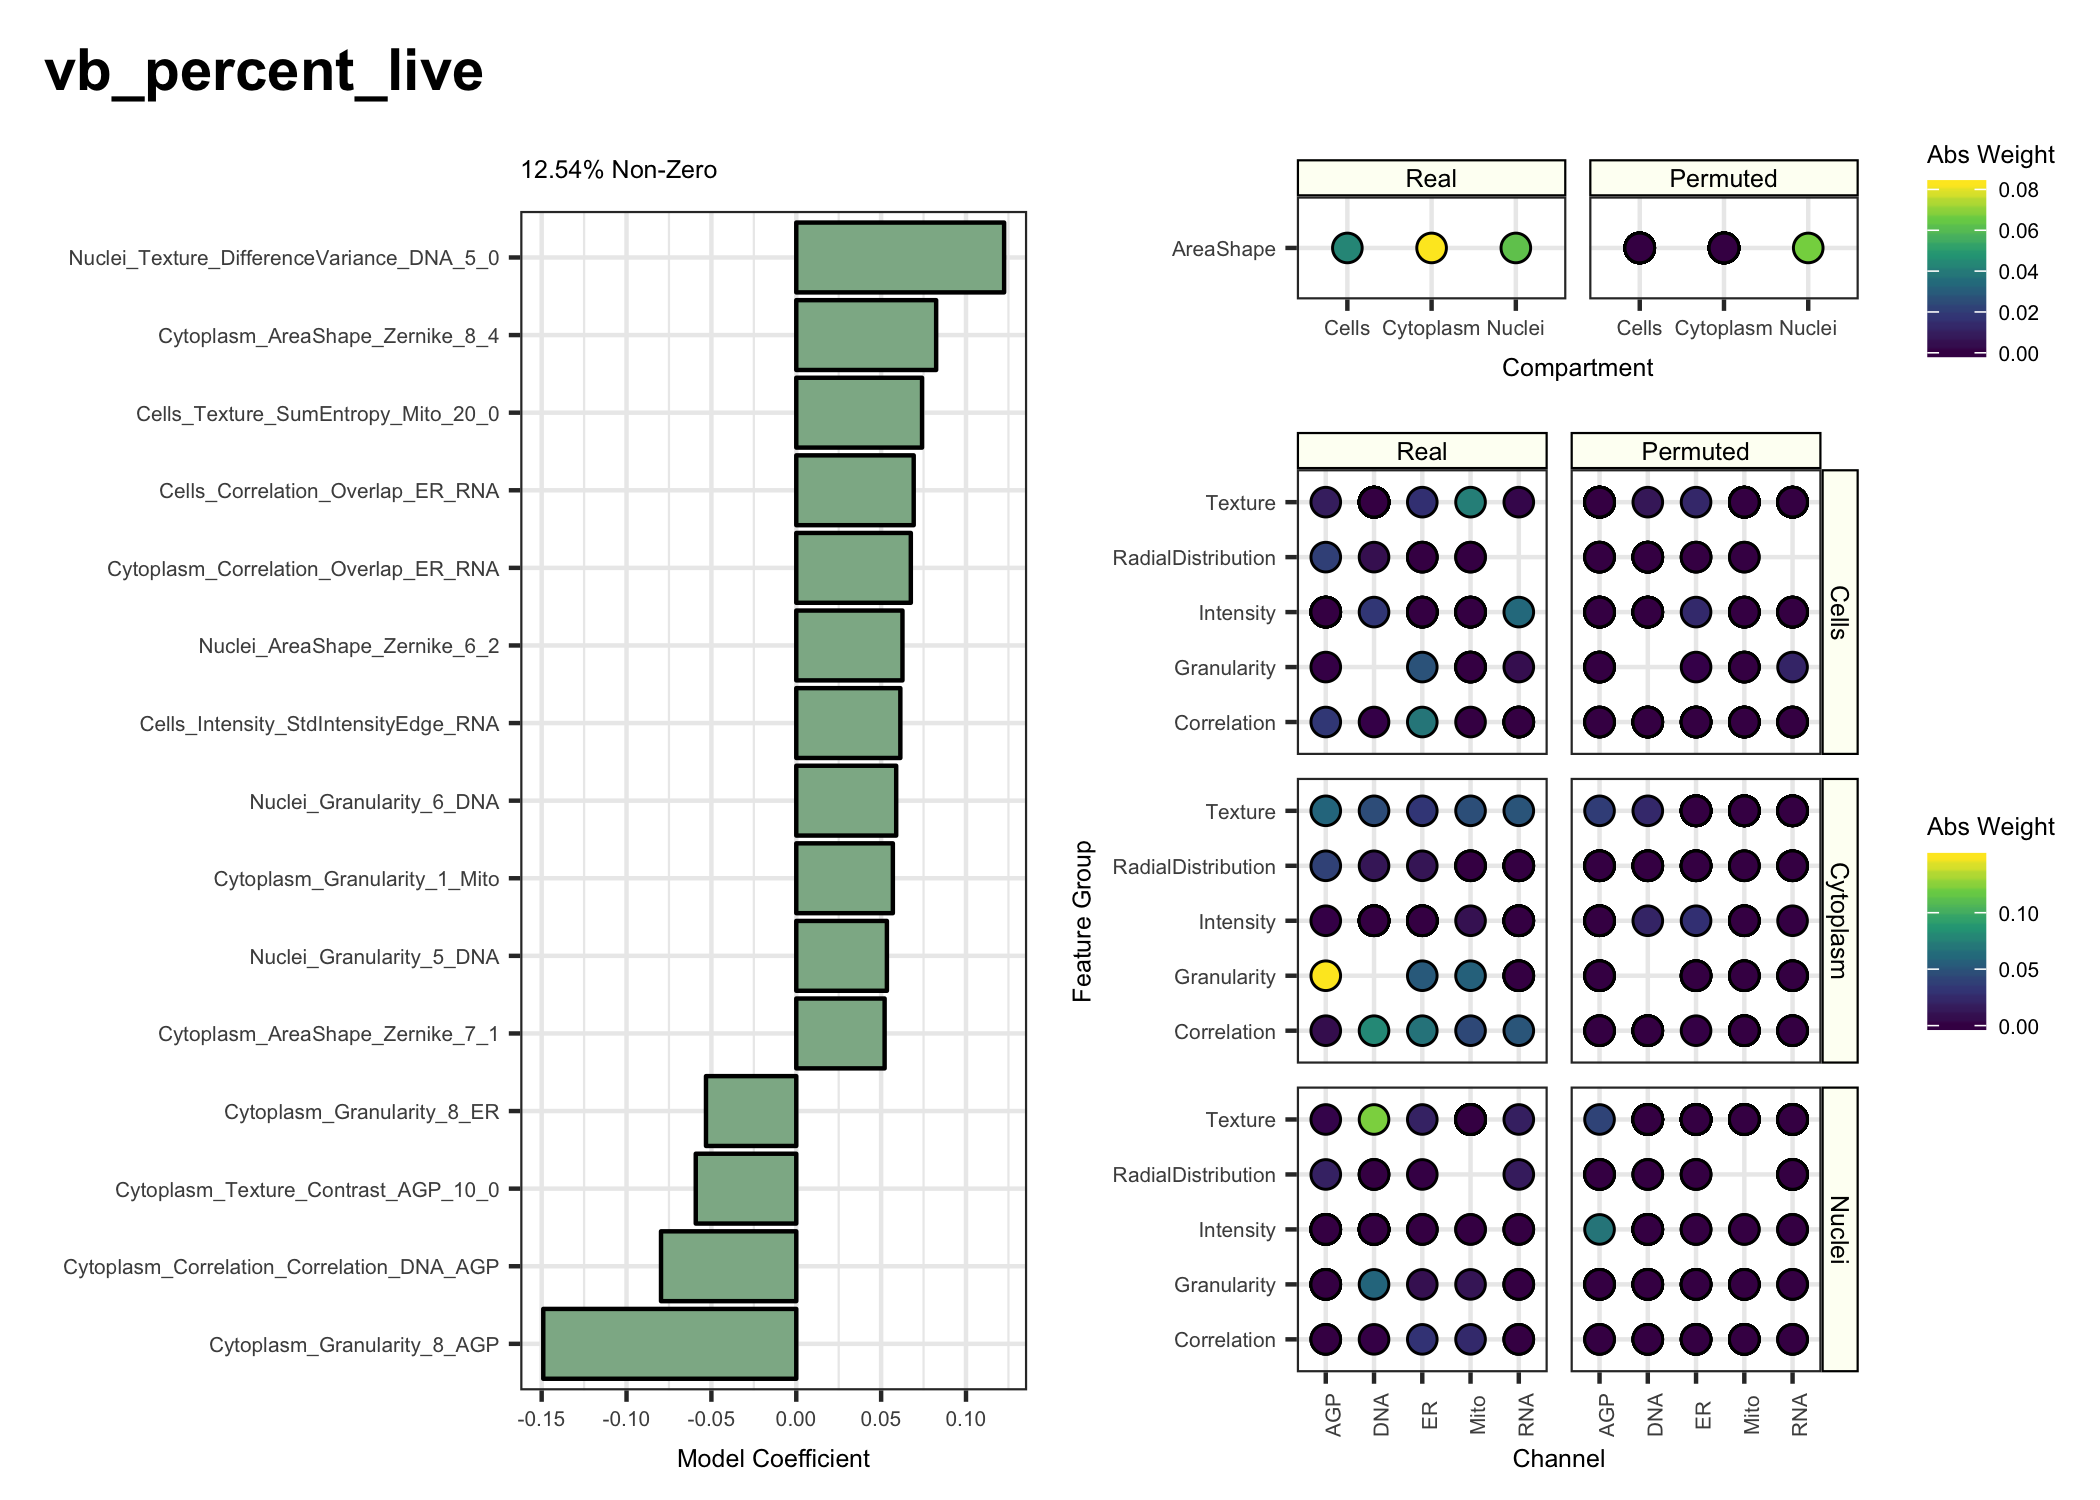 vb_percent_live
12.54% Non-Zero
Nuclei_Texture_DifferenceVariance_DNA_5_0
Cytoplasm_AreaShape_Zernike_8_4
Cells_Texture_SumEntropy_Mito_20_0
Cells_Correlation_Overlap_ER_RNA
Cytoplasm_Correlation_Overlap_ER_RNA
Nuclei_AreaShape_Zernike_6_2
Cells_Intensity_StdIntensityEdge_RNA
Nuclei_Granularity_6_DNA
Cytoplasm_Granularity_1_Mito
Nuclei_Granularity_5_DNA
Cytoplasm_AreaShape_Zernike_7_1
Cytoplasm_Granularity_8_ER
Cytoplasm_Texture_Contrast_AGP_10_0
Cytoplasm_Correlation_Correlation_DNA_AGP
Cytoplasm_Granularity_8_AGP
-0.15 -0.10 -0.05 0.00 0.05 0.10
Model Coefficient
Real Permuted
AreaShape
Cells Cytoplasm Nuclei Cells Cytoplasm Nuclei
Compartment
Abs Weight
0.08
0.06
0.04
0.02
0.00
Real Permuted
Feature Group
Texture
RadialDistribution
Intensity
Granularity
Correlation
Cells
Texture
RadialDistribution
Intensity
Granularity
Correlation
Cytoplasm
Texture
RadialDistribution
Intensity
Granularity
Correlation
Nuclei
AGP DNA ER Mito RNA AGP DNA ER Mito RNA
Channel
Abs Weight
0.10
0.05
0.00